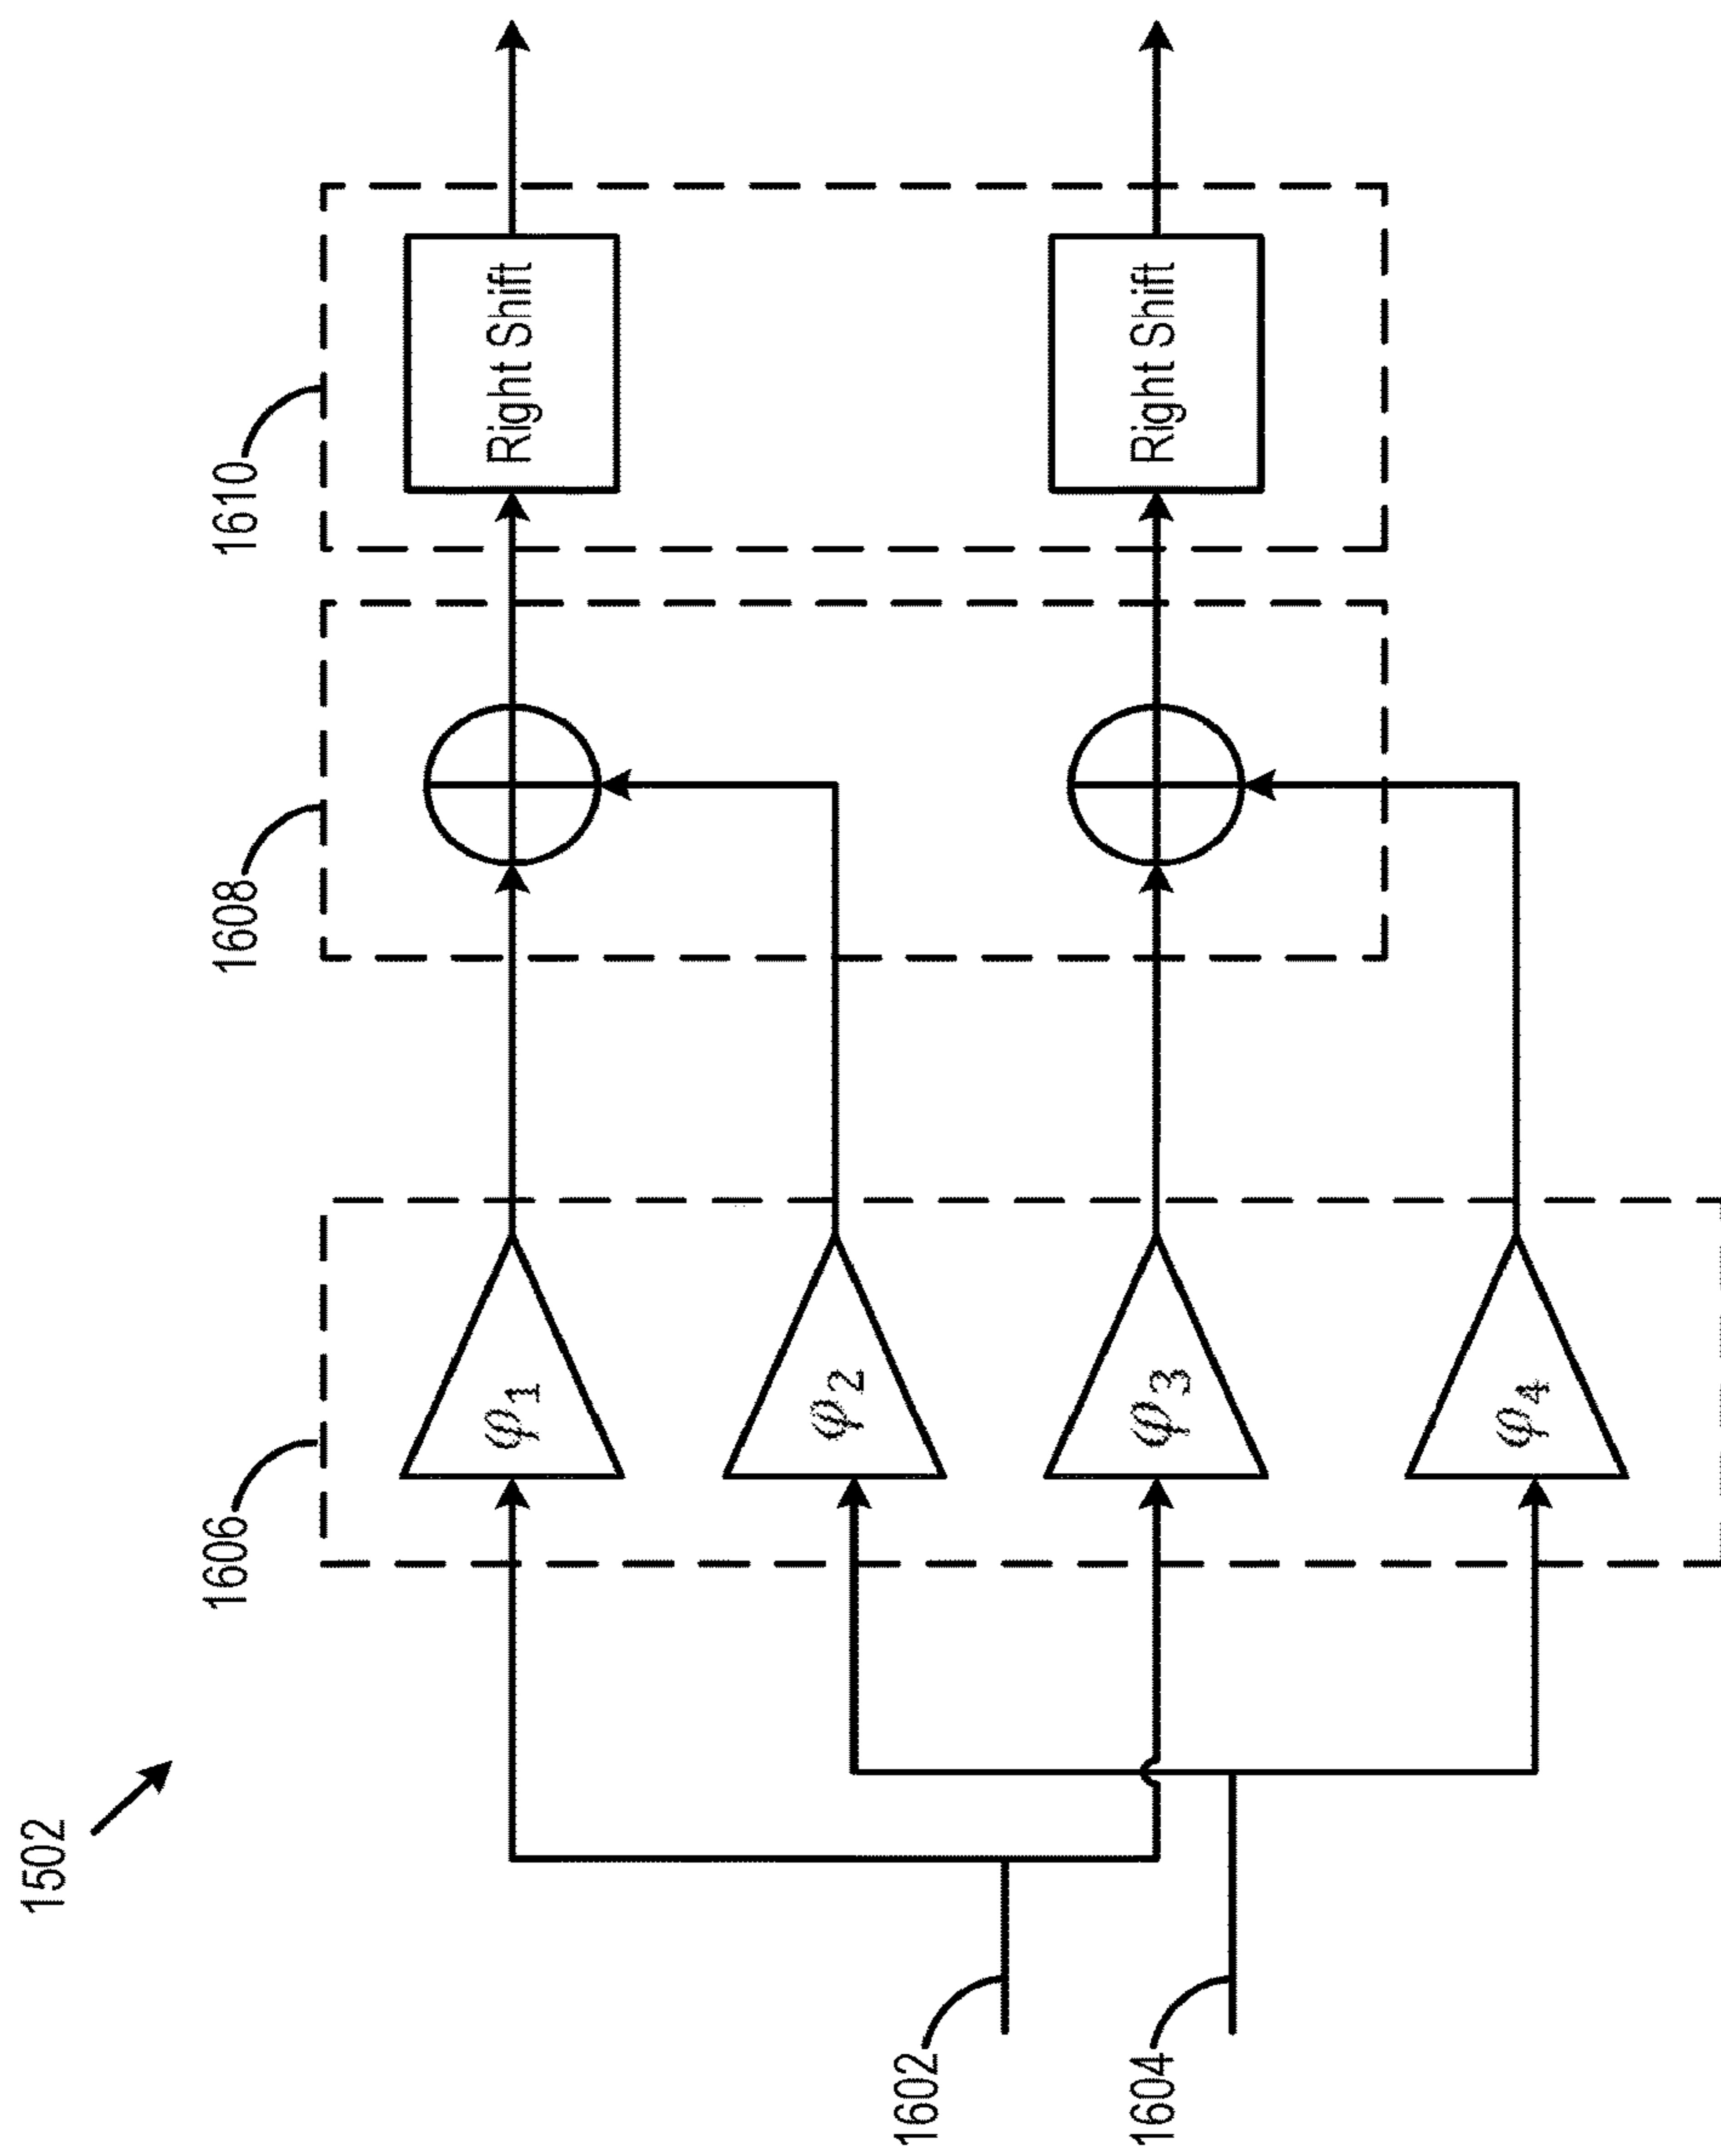 1502
1606
1608
1610
φ1
Right Shift
φ2
φ3
Right Shift
φ4
1602
1604